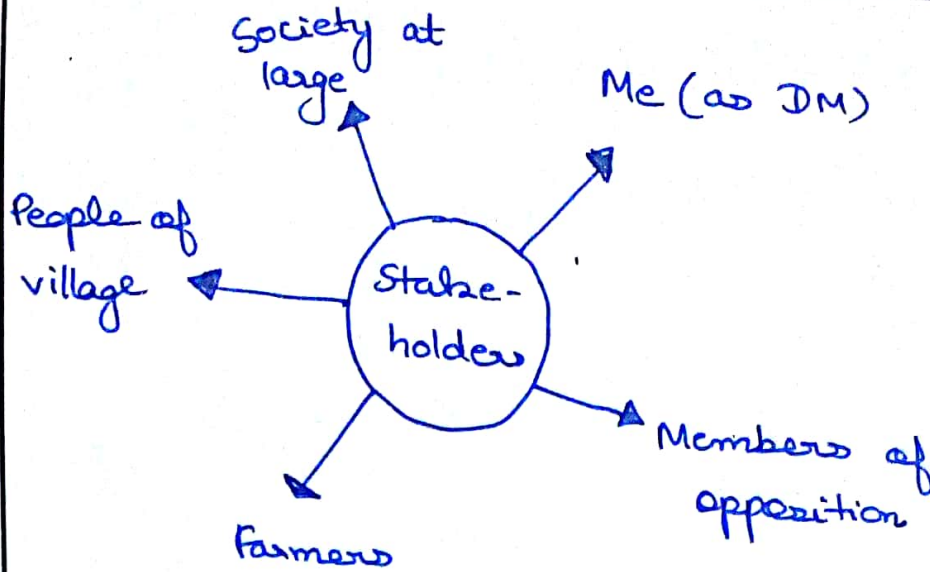 Society at
large
Me (as DM)
People of
village
Stake-
holders
Members of
opposition
Farmers